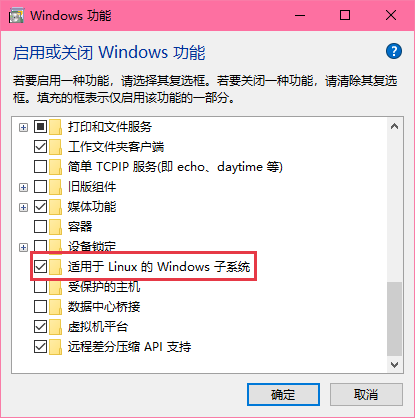 Windows 功能
启用或关闭 Windows 功能
若要启用一种功能，请选择其复选框。若要关闭一种功能，请清除其复选
框。填充的框表示仅启用该功能的一部分。
打印和文件服务
工作文件夹客户端
简单 TCPIP 服务(即 echo、daytime 等)
旧版组件
媒体功能
容器
设备锁定
适用于 Linux 的 Windows 子系统
受保护的主机
数据中心桥接
虚拟机平台
远程差分压缩 API 支持
确定
取消